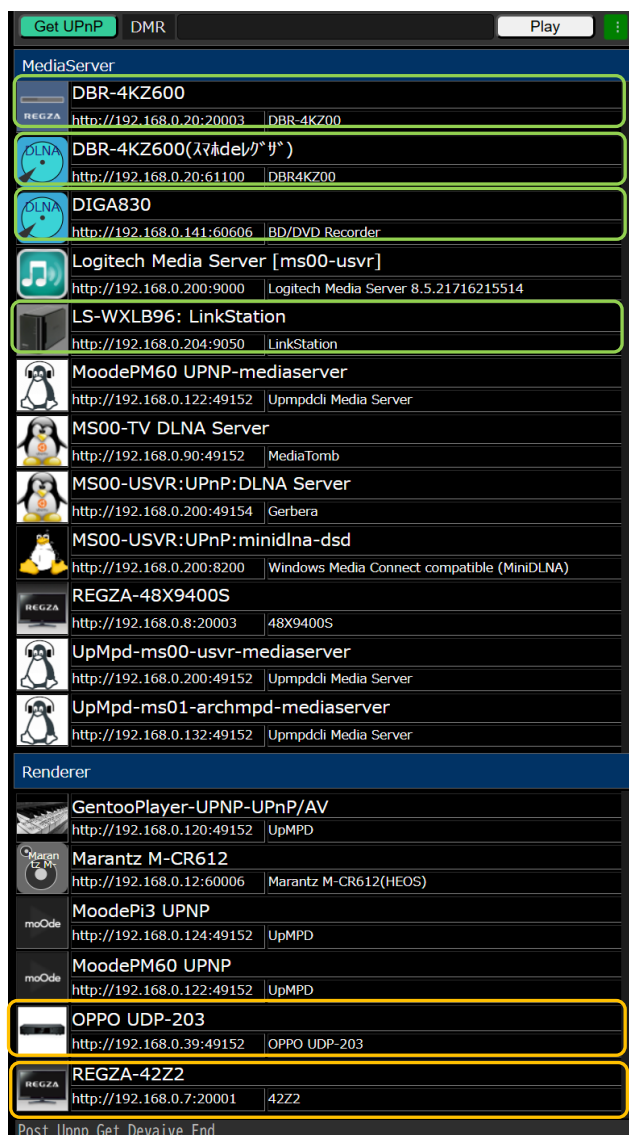 Get UPnP DMR Play
MediaServer
DBR-4KZ600
REGZA
http://192.168.0.20:20003 DBR-4KZ00
DLNA
DBR-4KZ600(ｽﾏﾎdeﾚｸﾞｻﾞ)
http://192.168.0.20:61100 DBR4KZ00
DLNA
DIGA830
http://192.168.0.141:60606 BD/DVD Recorder
Logitech Media Server [ms00-usvr]
http://192.168.0.200:9000 Logitech Media Server 8.5.21716215514
LS-WXLB96: LinkStation
http://192.168.0.204:9050 LinkStation
MoodePM60 UPNP-mediaserver
http://192.168.0.122:49152 Upmpdcli Media Server
MS00-TV DLNA Server
http://192.168.0.90:49152 MediaTomb
MS00-USVR:UPnP:DLNA Server
http://192.168.0.200:49154 Gerbera
MS00-USVR:UPnP:minidlna-dsd
http://192.168.0.200:8200 Windows Media Connect compatible (MiniDLNA)
REGZA-48X9400S
REGZA
http://192.168.0.8:20003 48X9400S
UpMpd-ms00-usvr-mediaserver
http://192.168.0.200:49152 Upmpdcli Media Server
UpMpd-ms01-archmpd-mediaserver
http://192.168.0.132:49152 Upmpdcli Media Server
Renderer
GentooPlayer-UPNP-UPnP/AV
http://192.168.0.120:49152 UpMPD
Maran
tz M-
Marantz M-CR612
http://192.168.0.12:60006 Marantz M-CR612(HEOS)
MoodePi3 UPNP
moOde
http://192.168.0.124:49152 UpMPD
MoodePM60 UPNP
moOde
http://192.168.0.122:49152 UpMPD
OPPO UDP-203
http://192.168.0.39:49152 OPPO UDP-203
REGZA-42Z2
REGZA
http://192.168.0.7:20001 42Z2
Post Upnp Get Devaive End